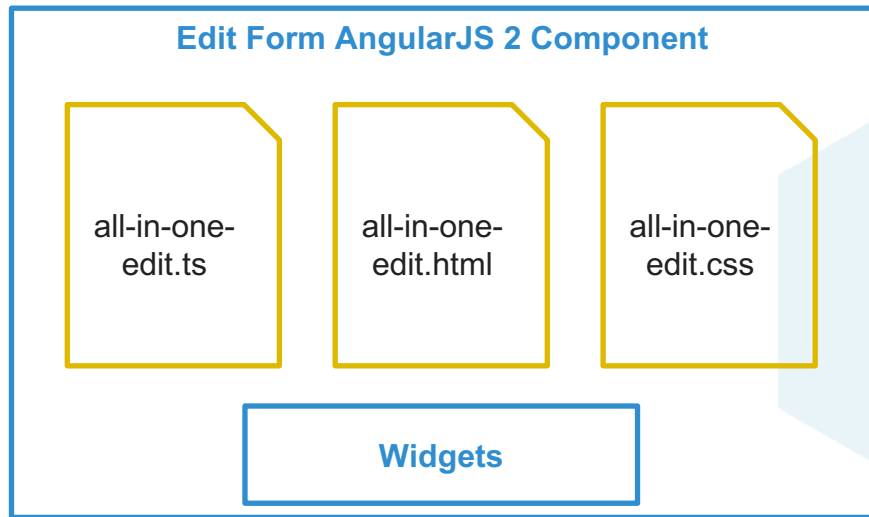 Edit Form AngularJS 2 Component
all-in-one-
edit.ts
all-in-one-
edit.html
all-in-one-
edit.css
Widgets